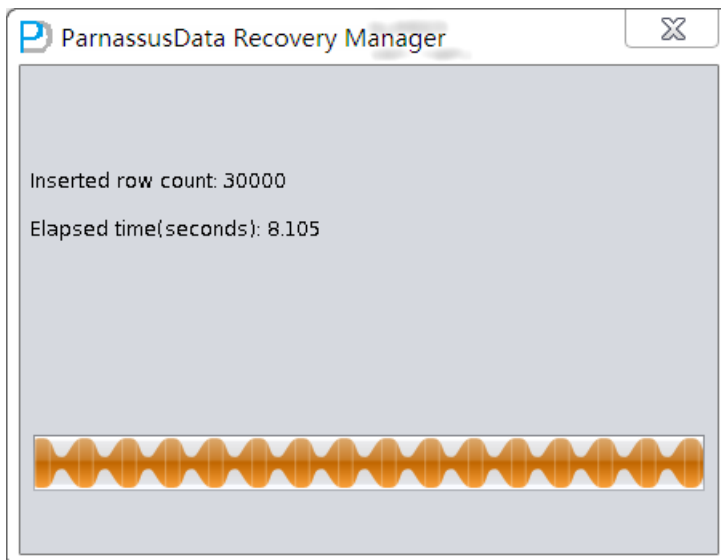 ParnassusData Recovery Manager
Inserted row count: 30000
Elapsed time(seconds): 8.105